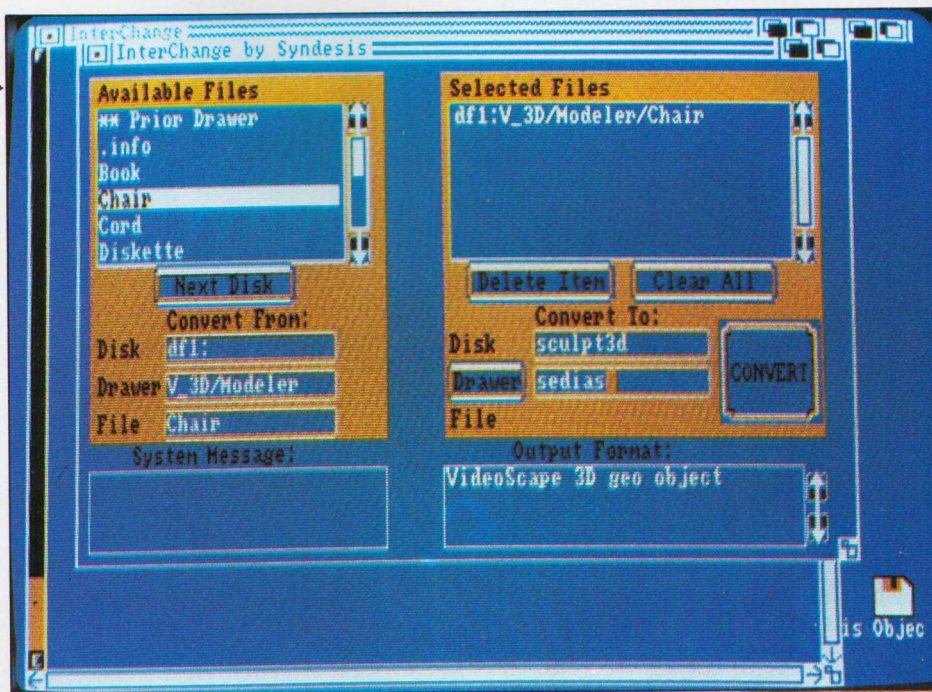 InterChange
InterChange by Syndesis
Available Files
** Prior Drawer
.info
Book
Chair
Cord
Diskette
Next Disk
Convert From:
Disk df1:
Drawer V_3D/Modeler
File Chair
System Message:
Selected Files
df1:V_3D/Modeler/Chair
Delete Item
Clear All
Convert To:
Disk sculpt3d
Drawer sedias
File
CONVERT
Output Format:
VideoScape 3D geo object
is Objec